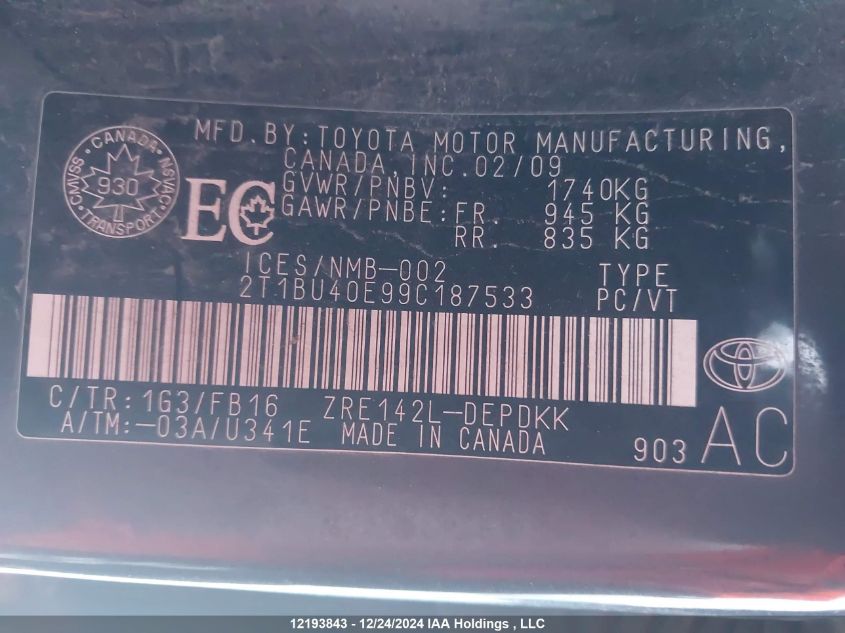 MFD.BY:TOYOTA MOTOR MANUFACTURING,
CANADA,INC.02/09
GVWR/PNBV: 1740KG
GAWR/PNBE:FR. 945 KG
RR. 835 KG
CANADA
CMVSS NSVAC
930
TRANSPORT
EC
ICES/NMB-002 TYPE
2T1BU40E99C187533 PC/VT
C/TR:1G3/FB16 ZRE142L-DEPDKK
A/TM:-03A/U341E MADE IN CANADA 903 AC
12193843 - 12/24/2024 IAA Holdings , LLC